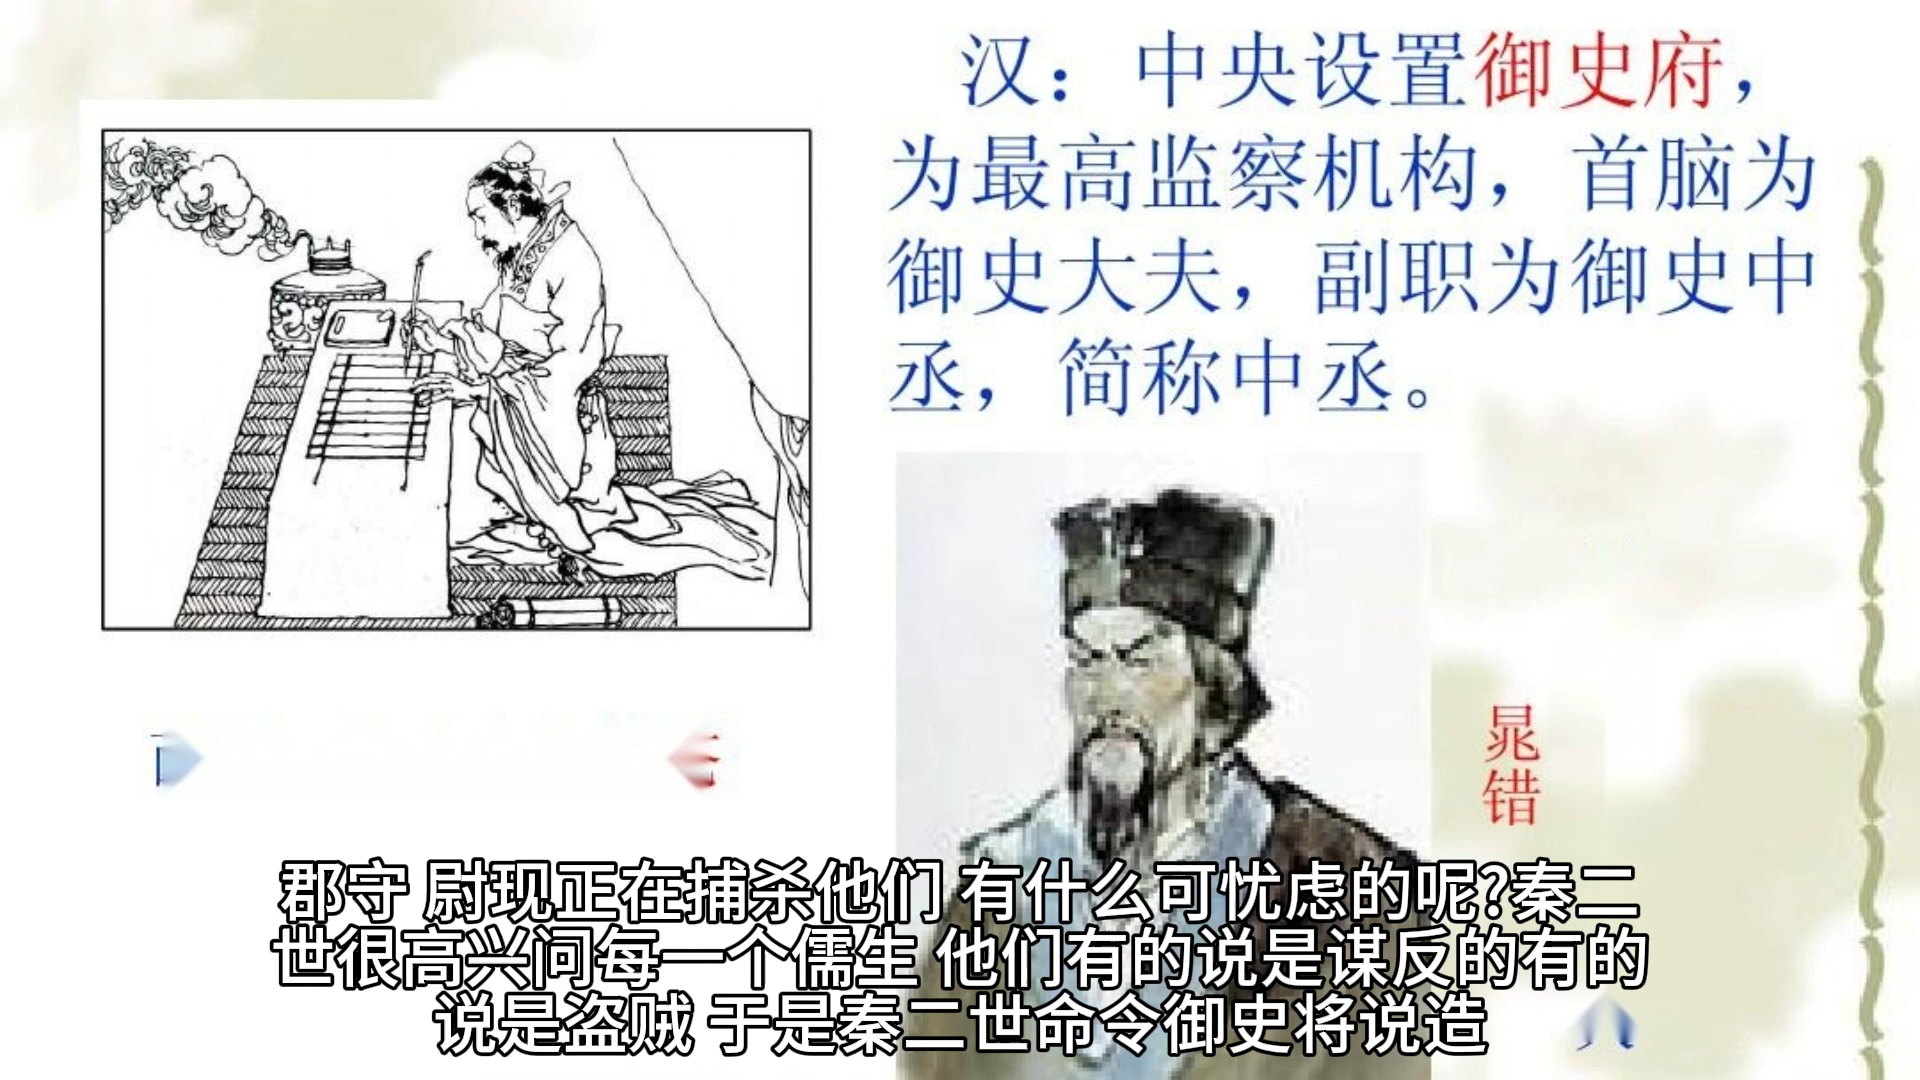 汉：中央设置御史府，
为最高监察机构，首脑为
御史大夫，副职为御史中
丞，简称中丞。
晁错
郡守 尉现正在捕杀他们 有什么可忧虑的呢?秦二
世很高兴问每一个儒生 他们有的说是谋反的有的
说是盗贼 于是秦二世命令御史将说造